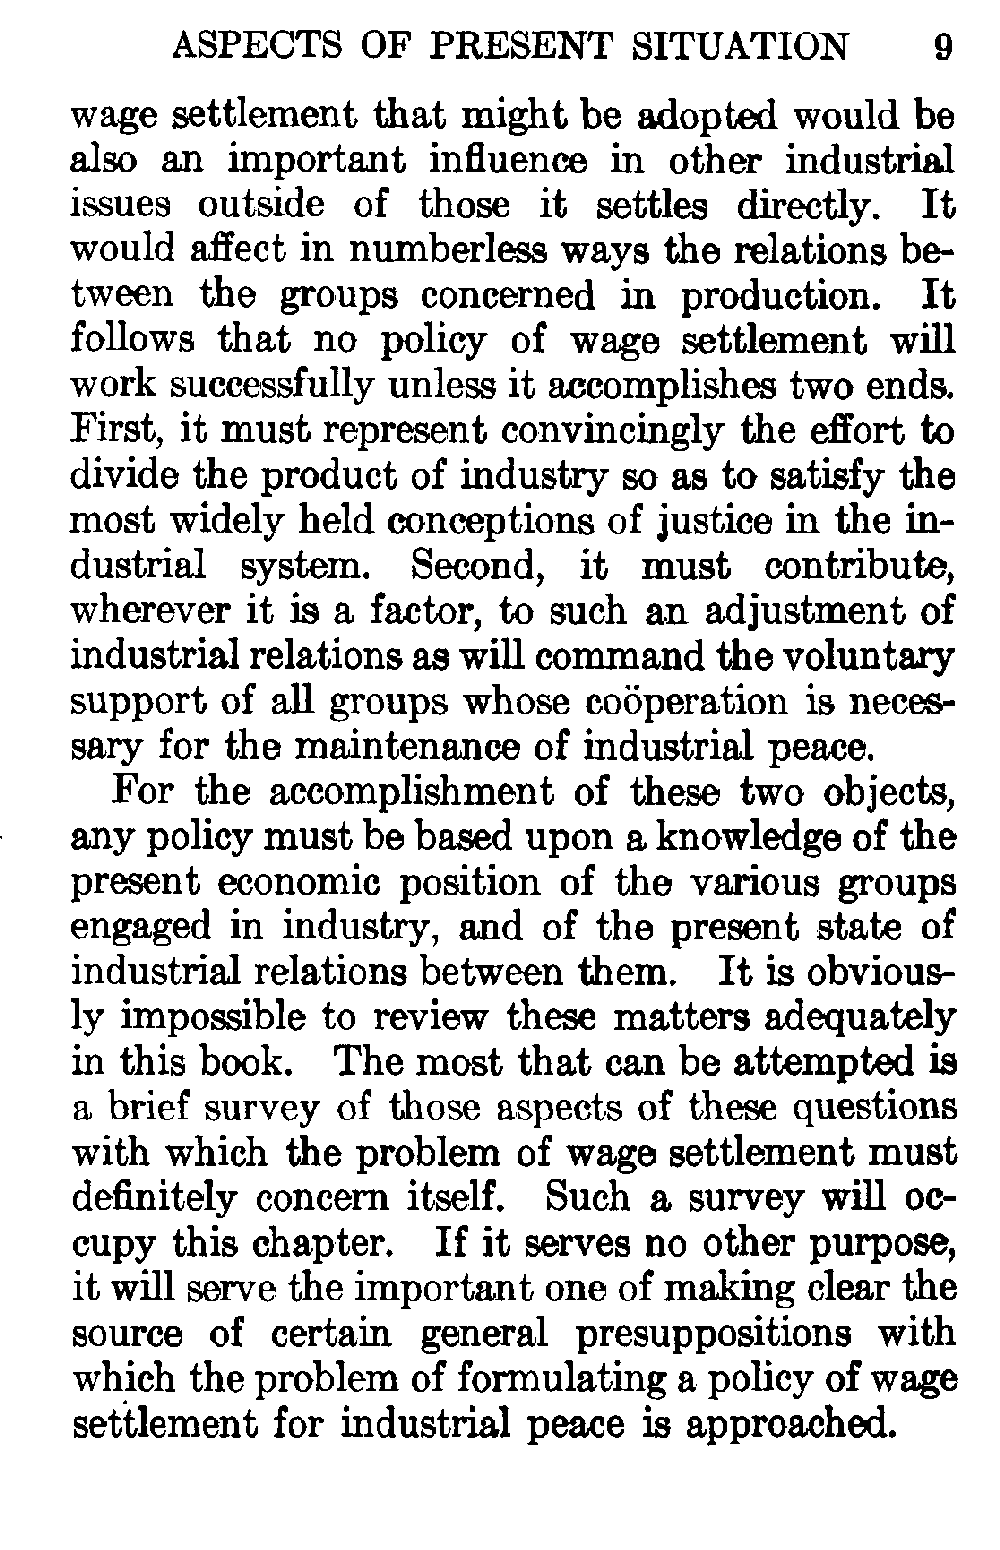 ASPECTS OF PRESENT SITUATION 9
wage settlement that might be adopted would be
also an important influence in other industrial
issues outside of those it settles directly. It
would affect in numberless ways the relations be-
tween the groups concerned in production. It
follows that no policy of wage settlement will
work successfully unless it accomplishes two ends.
First, it must represent convincingly the effort to
divide the product of industry so as to satisfy the
most widely held conceptions of justice in the in-
dustrial system. Second, it must contribute,
wherever it is a factor, to such an adjustment of
industrial relations as will command the voluntary
support of all groups whose coöperation is neces-
sary for the maintenance of industrial peace.
For the accomplishment of these two objects,
any policy must be based upon a knowledge of the
present economic position of the various groups
engaged in industry, and of the present state of
industrial relations between them. It is obvious-
ly impossible to review these matters adequately
in this book. The most that can be attempted is
a brief survey of those aspects of these questions
with which the problem of wage settlement must
definitely concern itself. Such a survey will oc-
cupy this chapter. If it serves no other purpose,
it will serve the important one of making clear the
source of certain general presuppositions with
which the problem of formulating a policy of wage
settlement for industrial peace is approached.